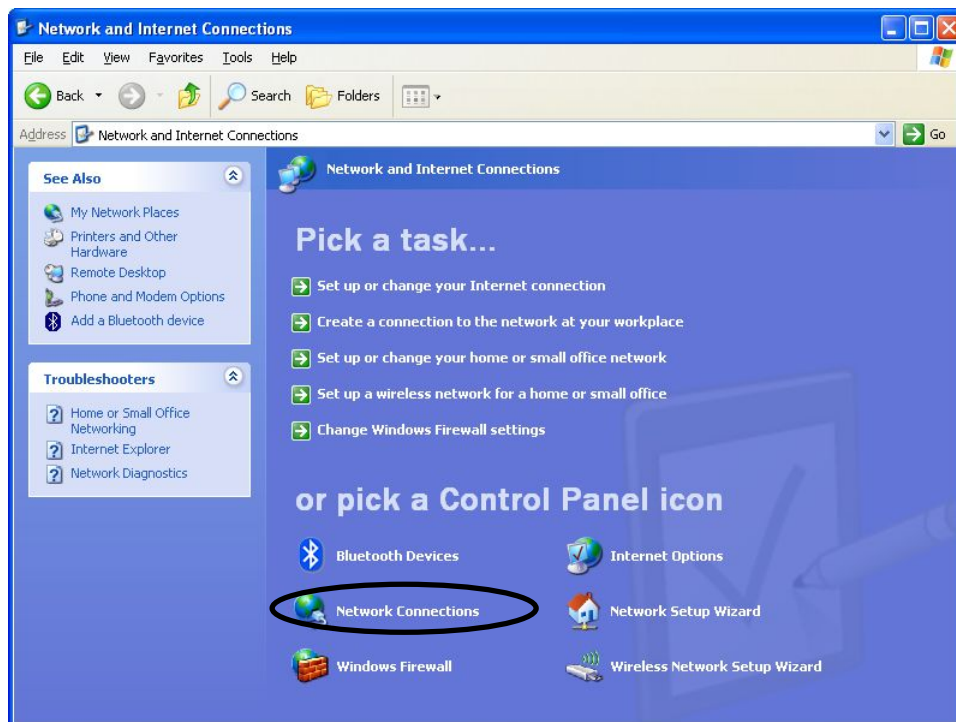 Network and Internet Connections
File Edit View Favorites Tools Help
Back Search Folders
Address Network and Internet Connections Go
See Also
My Network Places
Printers and Other
Hardware
Remote Desktop
Phone and Modem Options
Add a Bluetooth device
Troubleshooters
Home or Small Office
Networking
Internet Explorer
Network Diagnostics
Network and Internet Connections
Pick a task...
Set up or change your Internet connection
Create a connection to the network at your workplace
Set up or change your home or small office network
Set up a wireless network for a home or small office
Change Windows Firewall settings
or pick a Control Panel icon
Bluetooth Devices
Internet Options
Network Connections
Network Setup Wizard
Windows Firewall
Wireless Network Setup Wizard